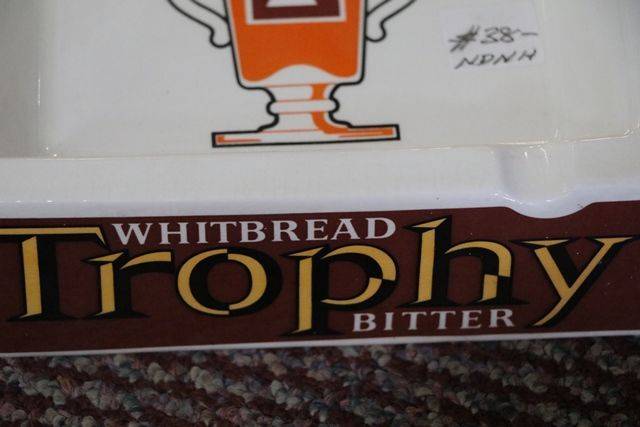 #38-
NDNH
WHITBREAD
Trophy
BITTER